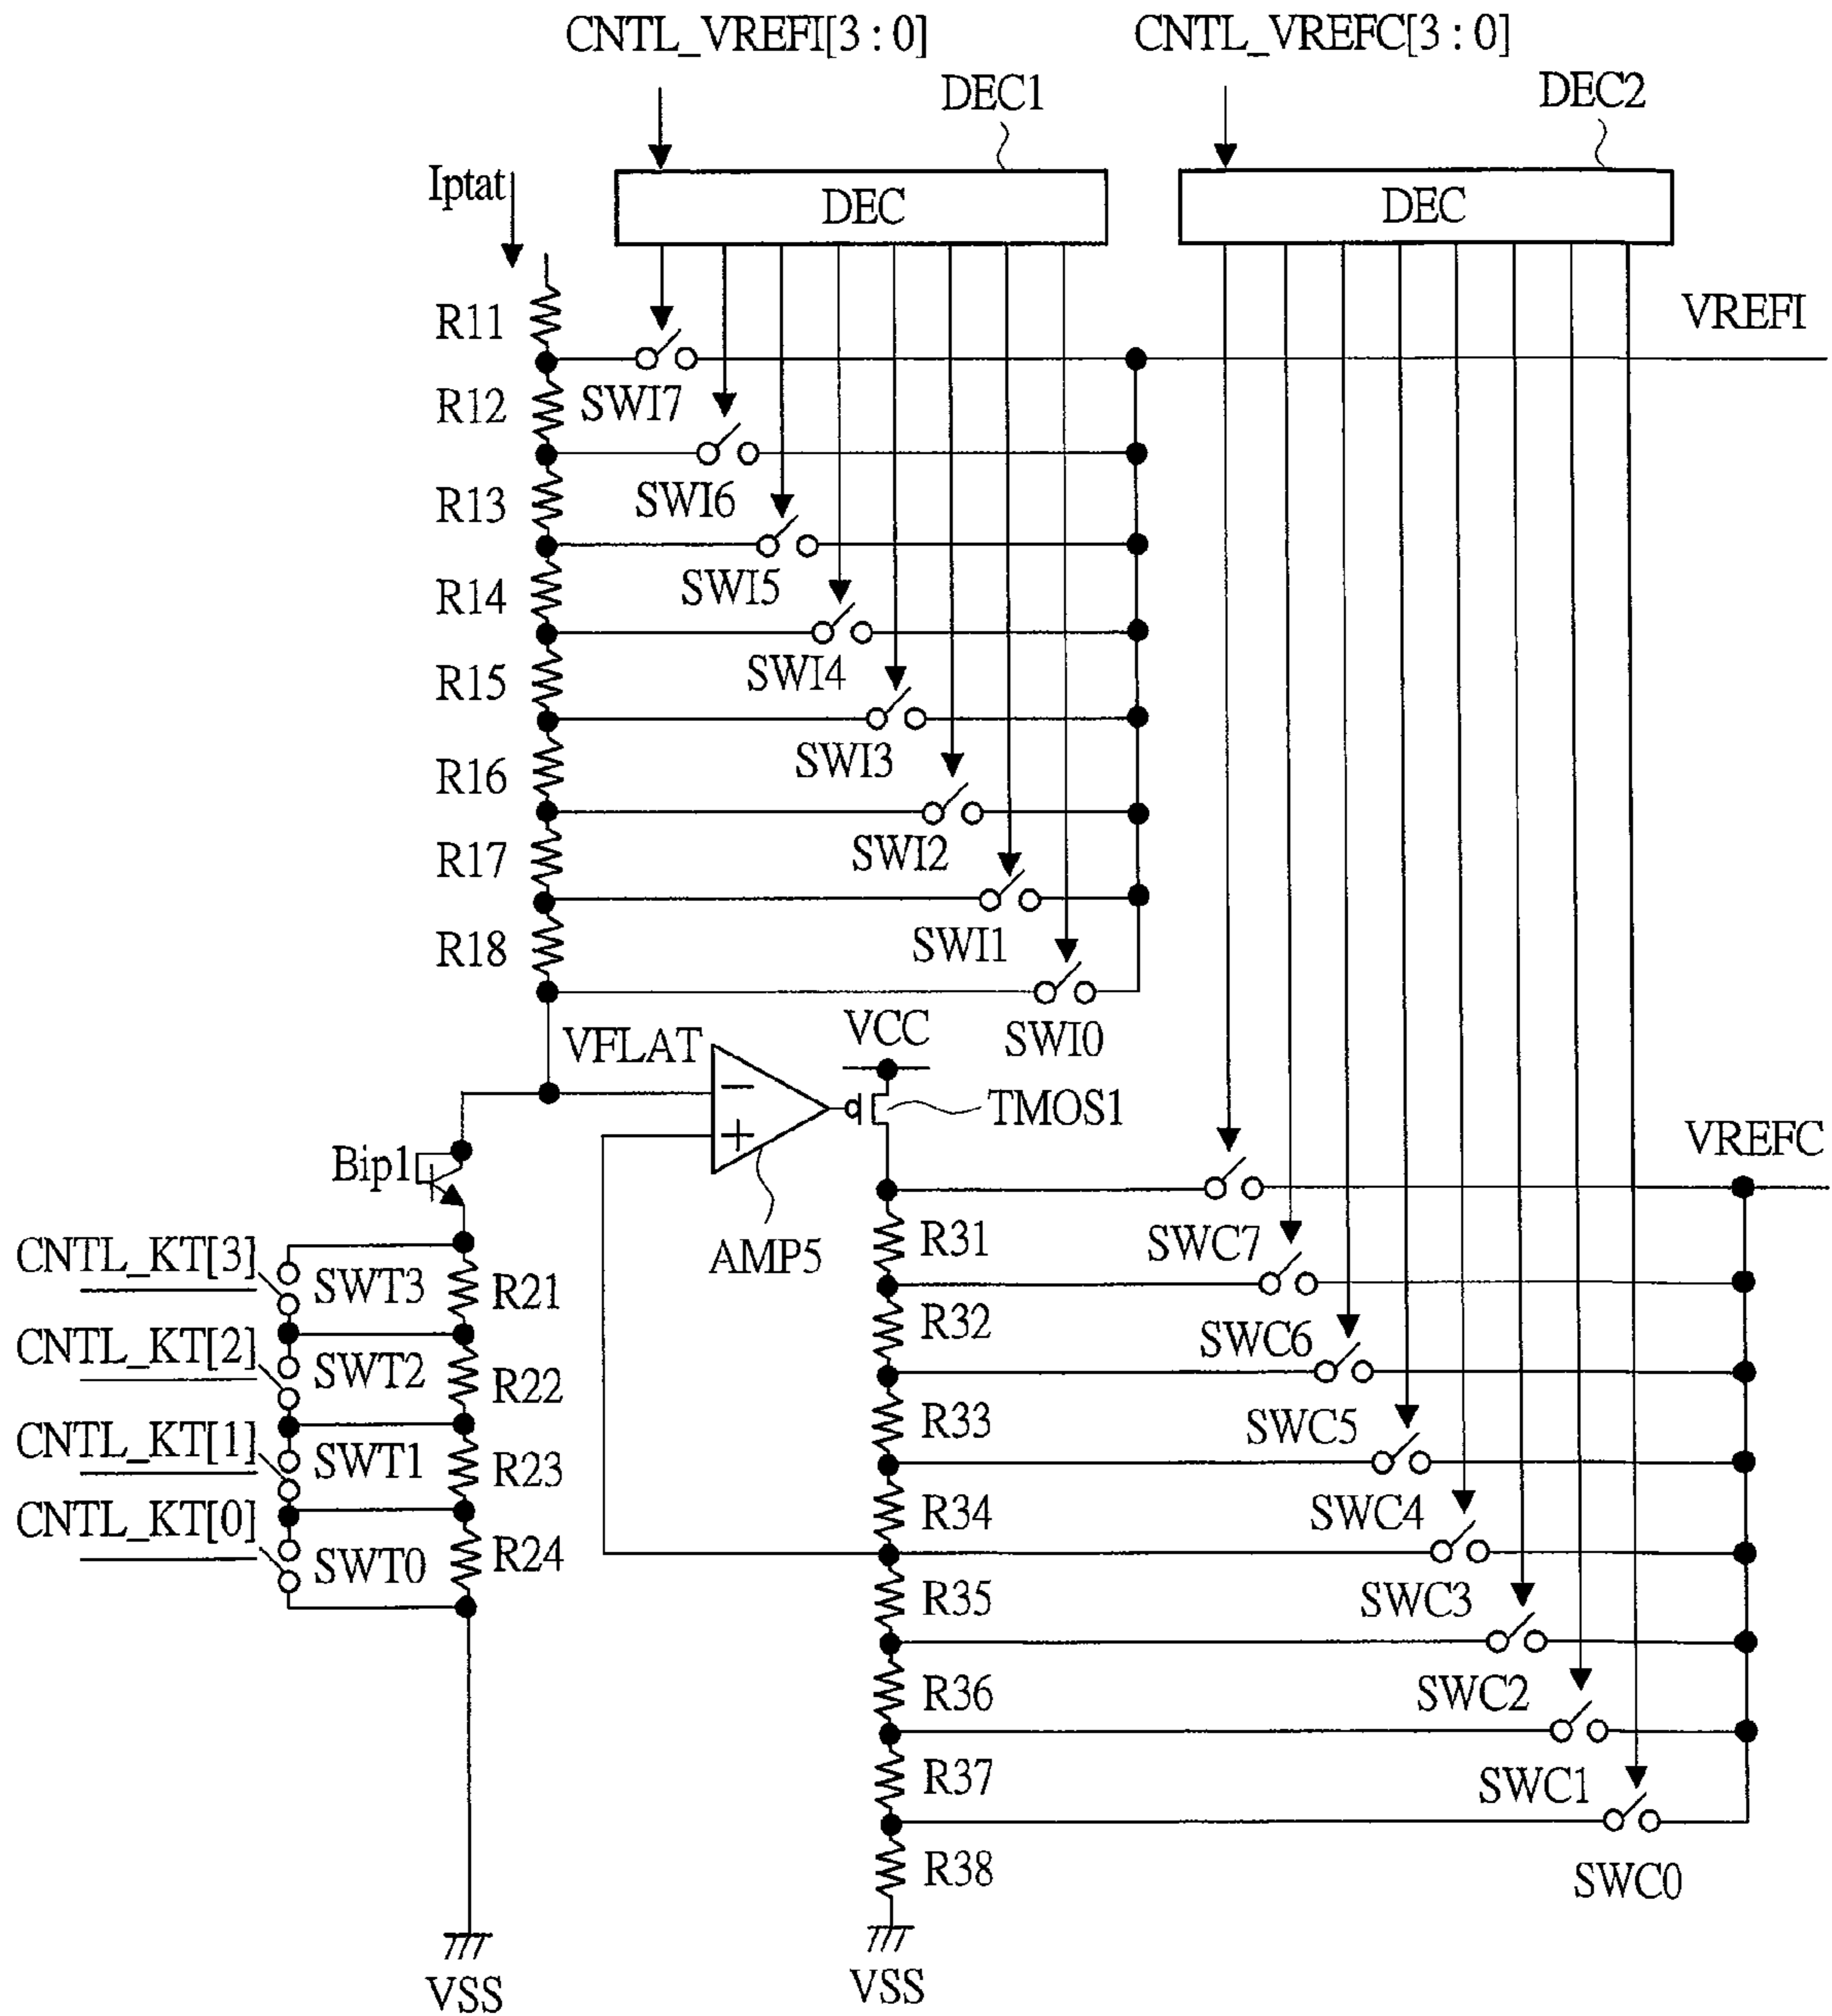 CNTL_VREFI[3 : 0]
CNTL_VREFC[3 : 0]
DEC1
DEC2
Iptat
DEC
DEC
R11
VREFI
R12
SWI7
R13
SWI6
R14
SWI5
R15
SWI4
R16
SWI3
R17
SWI2
R18
SWI1
SWI0
VFLAT
VCC
TMOS1
Bip1
VREFC
AMP5
R31
SWC7
CNTL_KT[3]
SWT3
R21
R32
SWC6
CNTL_KT[2]
SWT2
R22
R33
SWC5
CNTL_KT[1]
SWT1
R23
R34
SWC4
CNTL_KT[0]
SWT0
R24
R35
SWC3
R36
SWC2
R37
SWC1
R38
SWC0
VSS
VSS